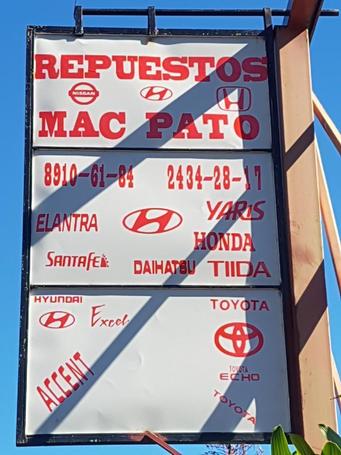 REPUESTOS
NISSAN
MAC PATO
8910-61-84 2434-28-17
ELANTRA YARIS
HONDA
SANTAFE DAIHATSU TIIDA
HYUNDAI TOYOTA
Excel
TOYOTA
ECHO
ACCENT
TOYOTA